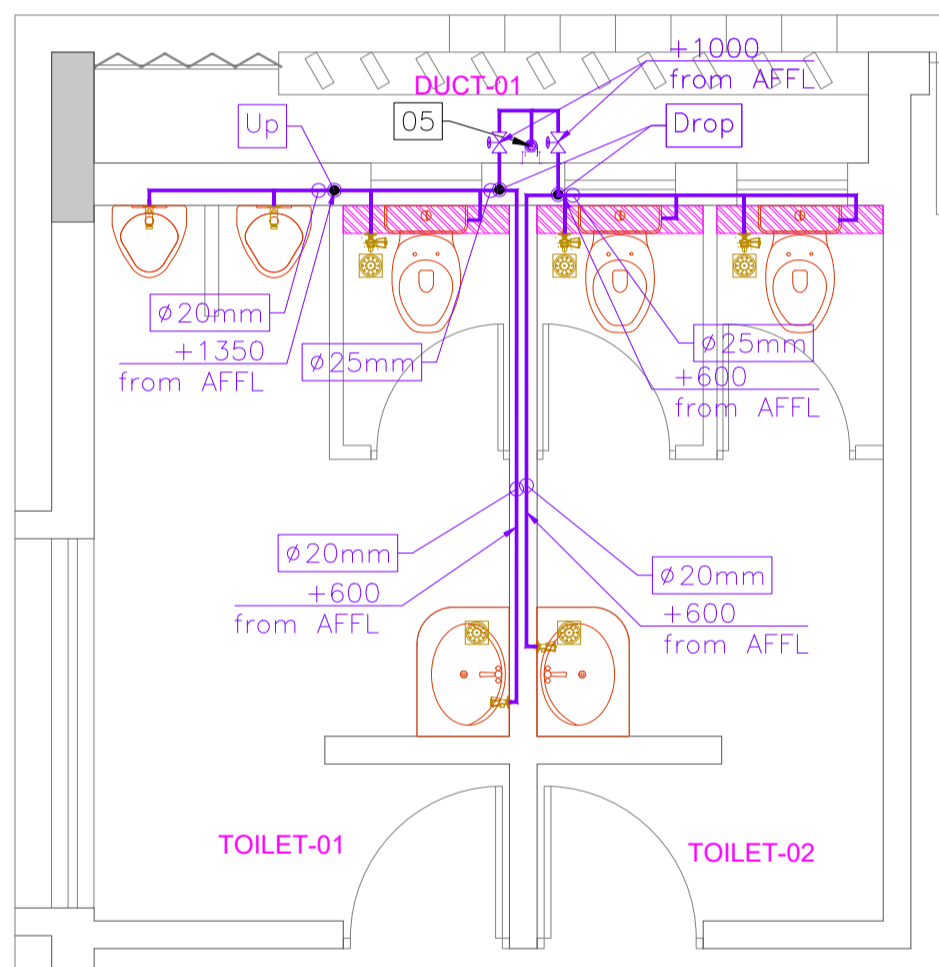 +1000
from AFFL
DUCT-01
Up
05
Drop
ø20mm
+1350
from AFFL
ø25mm
ø25mm
+600
from AFFL
ø20mm
+600
from AFFL
ø20mm
+600
from AFFL
TOILET-01
TOILET-02